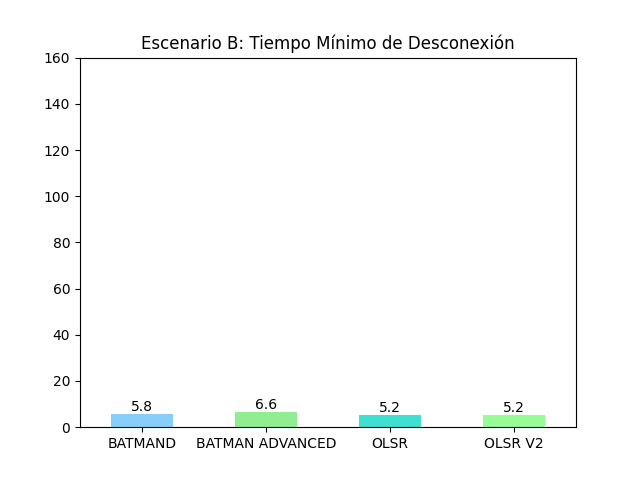 Escenario B: Tiempo Mínimo de Desconexión
160
140
120
100
80
60
40
20
0
5.8
6.6
5.2
5.2
BATMAND
BATMAN ADVANCED
OLSR
OLSR V2